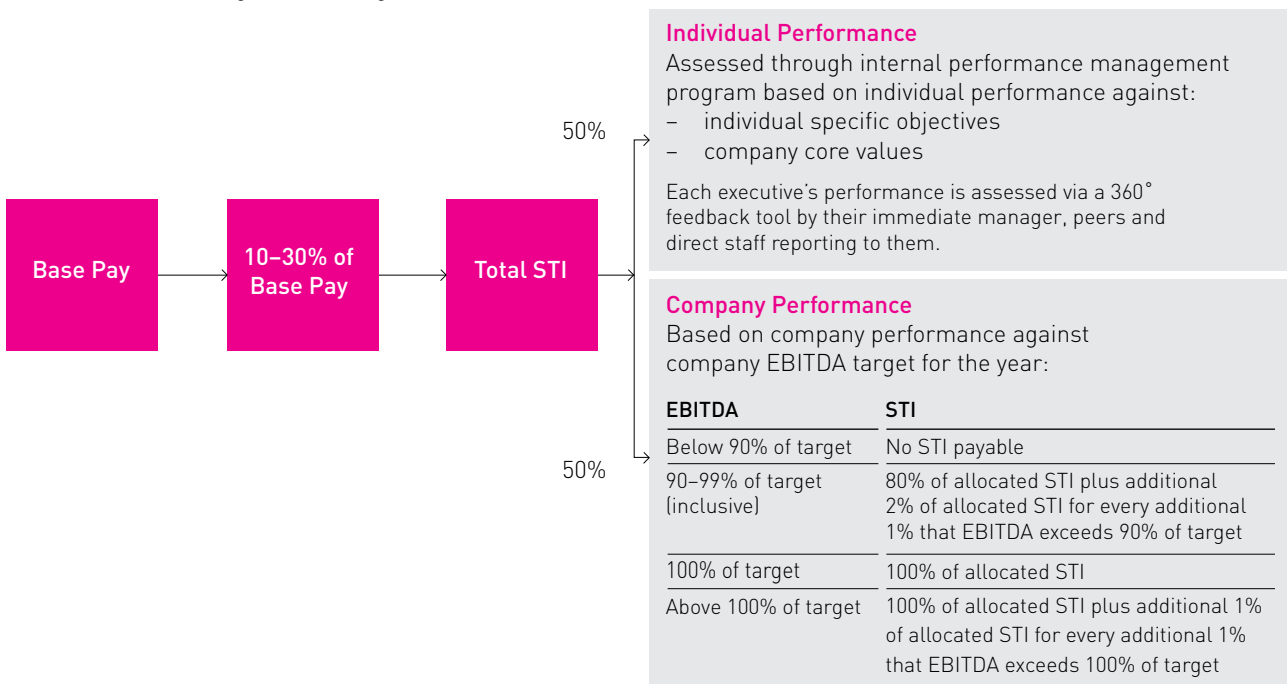 Individual Performance
Assessed through internal performance management
program based on individual performance against:
– individual specific objectives
– company core values
Each executive's performance is assessed via a 360°
feedback tool by their immediate manager, peers and
direct staff reporting to them.
50%
Base Pay
10–30% of
Base Pay
Total STI
50%
Company Performance
Based on company performance against
company EBITDA target for the year:
EBITDA STI
Below 90% of target No STI payable
90–99% of target 80% of allocated STI plus additional
(inclusive) 2% of allocated STI for every additional
1% that EBITDA exceeds 90% of target
100% of target 100% of allocated STI
Above 100% of target 100% of allocated STI plus additional 1%
of allocated STI for every additional 1%
that EBITDA exceeds 100% of target